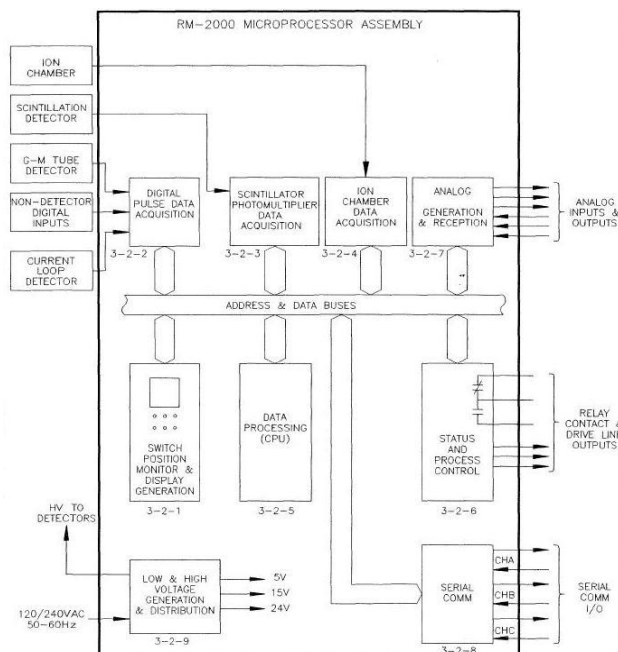 RM-2000 MICROPROCESSOR ASSEMBLY
ION
CHAMBER
SCINTILLATION
DETECTOR
G-M TUBE
DETECTOR
NON-DETECTOR
DIGITAL
INPUTS
CURRENT
LOOP
DETECTOR
DIGITAL
PULSE DATA
ACQUISITION
3-2-2
SCINTILLATOR
PHOTOMULTIPLIER
DATA
ACQUISITION
3-2-3
ION
CHAMBER
DATA
ACQUISITION
3-2-4
ANALOG
GENERATION
& RECEPTION
3-2-7
ANALOG
INPUTS &
OUTPUTS
ADDRESS & DATA BUSES
SWITCH
POSITION
MONITOR &
DISPLAY
GENERATION
3-2-1
DATA
PROCESSING
(CPU)
3-2-5
STATUS
AND
PROCESS
CONTROL
3-2-6
RELAY
CONTACT &
DRIVE LINE
OUTPUTS
HV TO
DETECTORS
120/240VAC
50-60Hz
LOW & HIGH
VOLTAGE
GENERATION
& DISTRIBUTION
3-2-9
5V
15V
24V
SERIAL
COMM
3-2-8
CHA
CHB
CHC
SERIAL
COMM
I/O